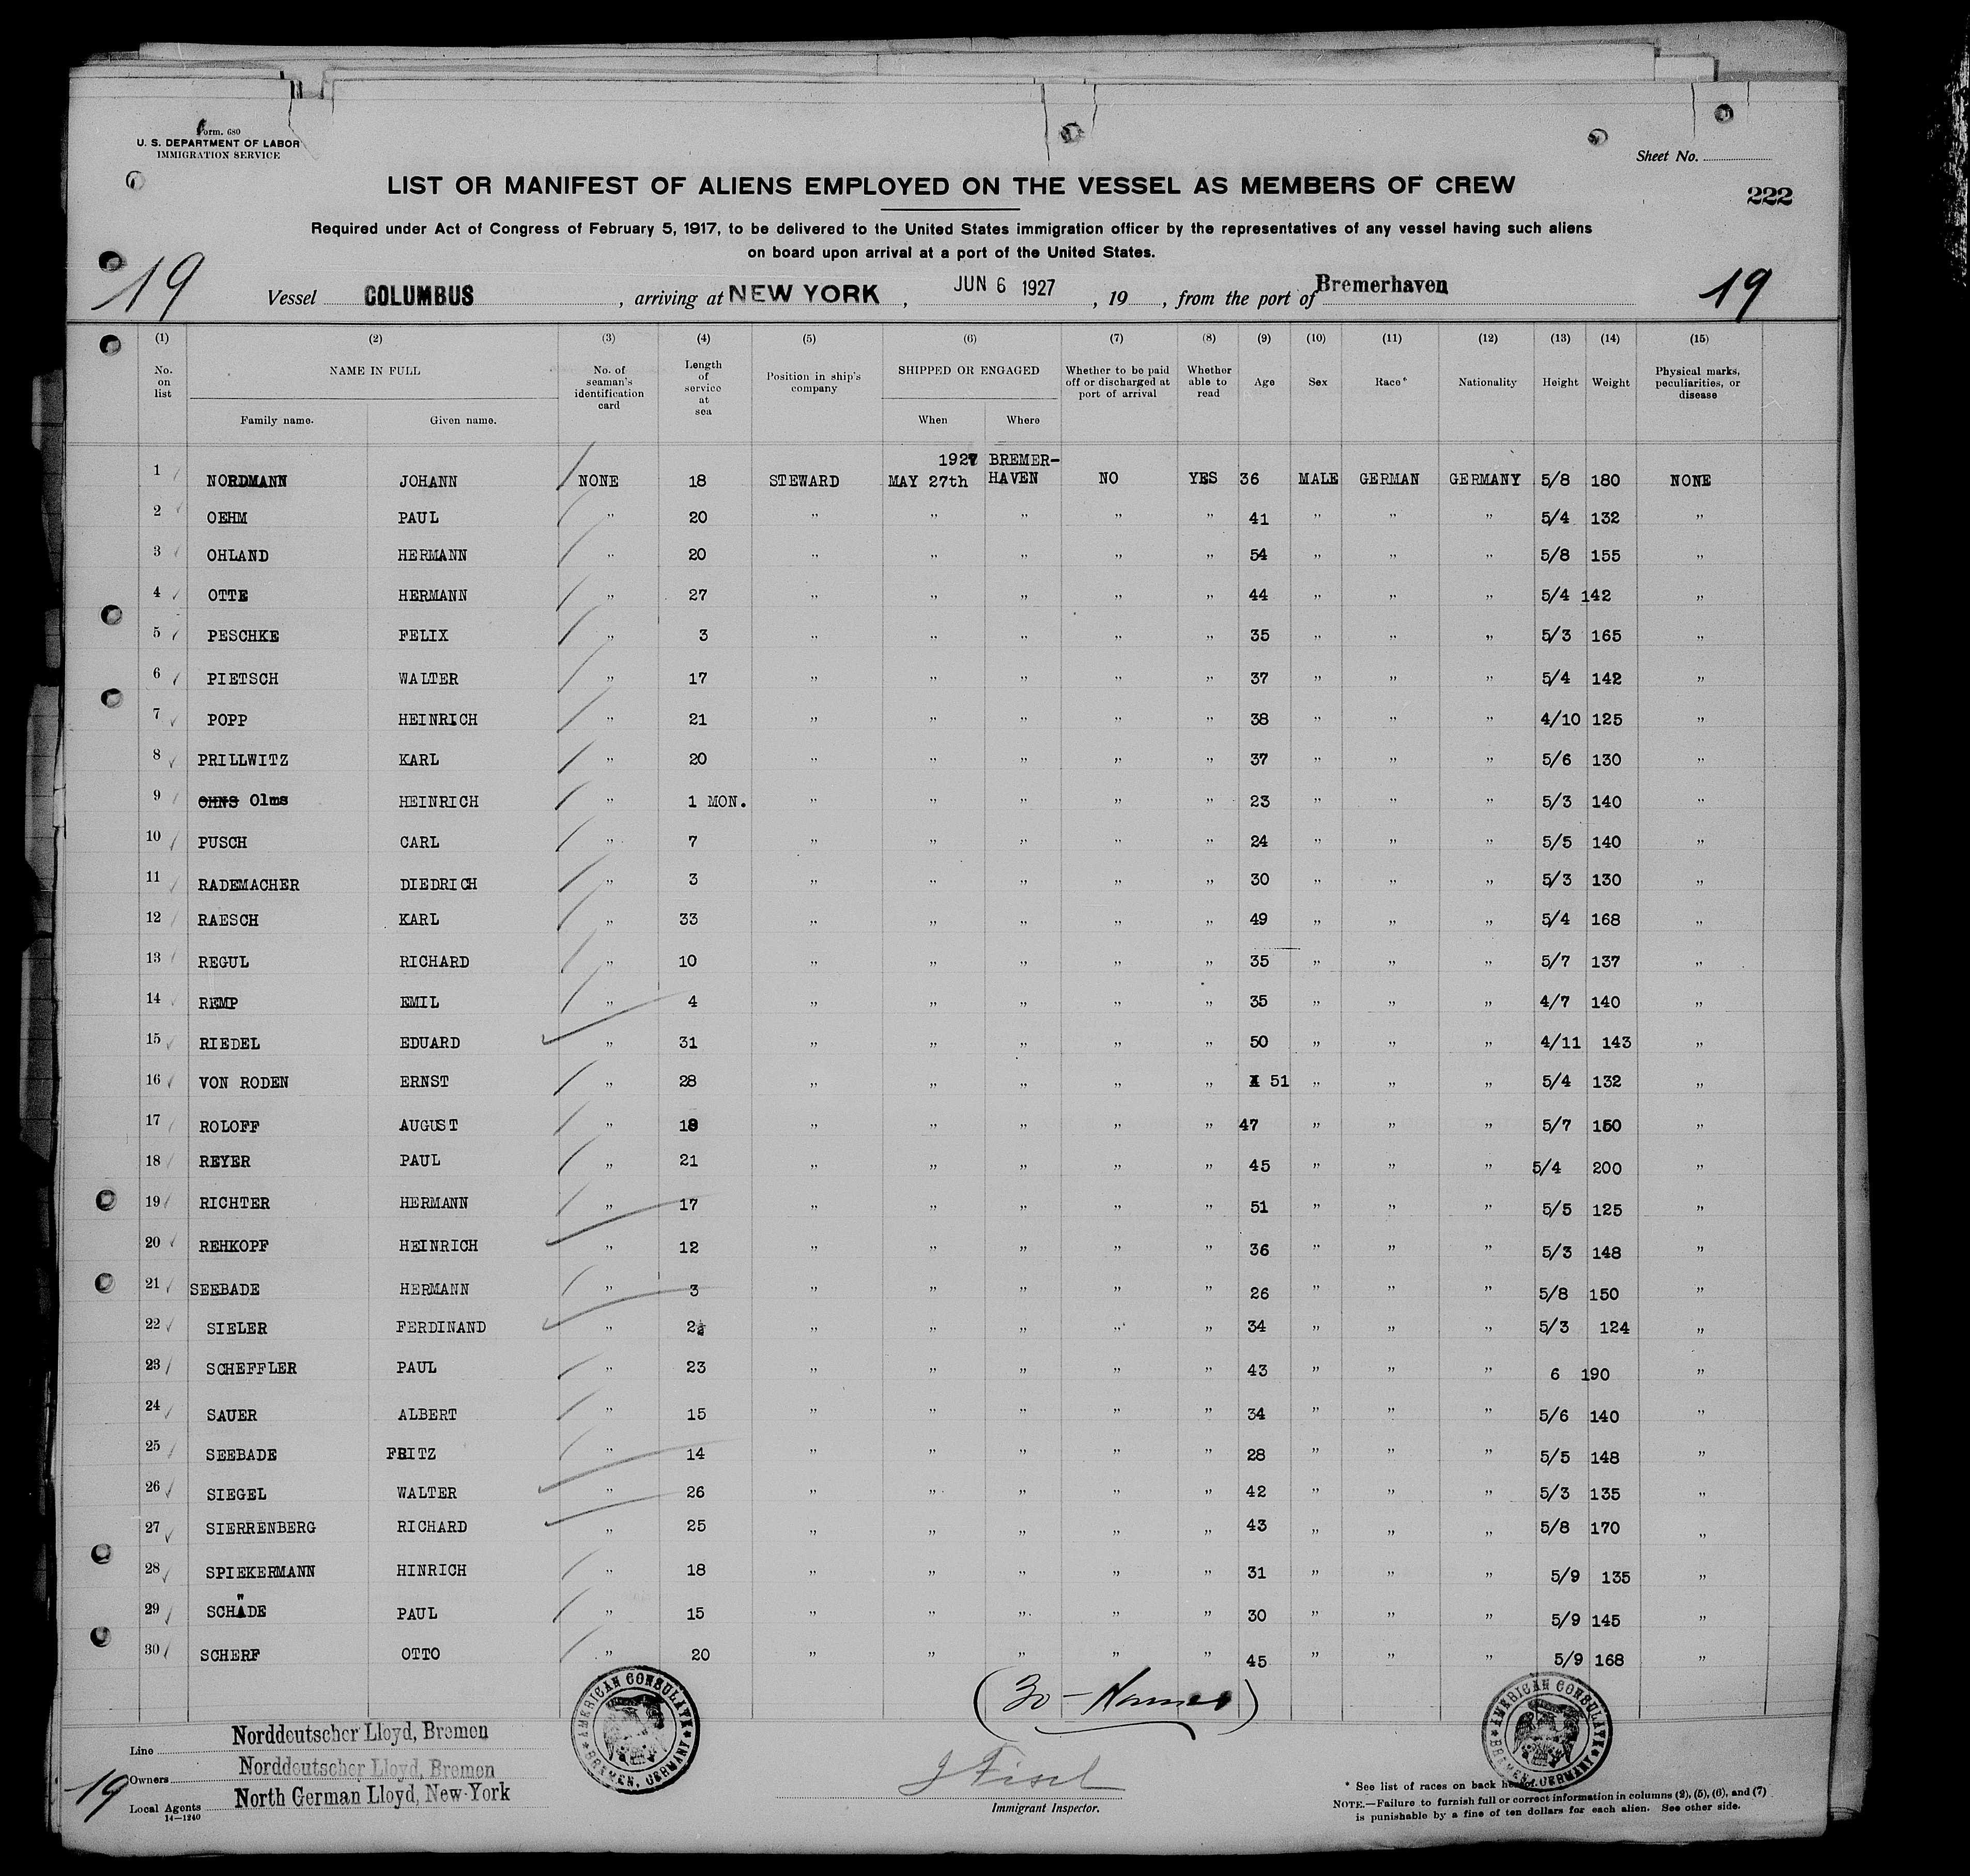 Form. 680
U. S. DEPARTMENT OF LABOR
IMMIGRATION SERVICE
Sheet No.
LIST OR MANIFEST OF ALIENS EMPLOYED ON THE VESSEL AS MEMBERS OF CREW
222
Required under Act of Congress of February 5, 1917, to be delivered to the United States immigration officer by the representatives of any vessel having such aliens
on board upon arrival at a port of the United States.
19 Vessel COLUMBUS, arriving at NEW YORK, JUN 6 1927, 19, from the port of Bremerhaven 19
(1) (2) (3) (4) (5) (6) (7) (8) (9) (10) (11) (12) (13) (14) (15)
No. on list NAME IN FULL Family name. Given name. No. of seaman's identification card Length of service at sea Position in ship's company SHIPPED OR ENGAGED When Where Whether to be paid off or discharged at port of arrival Whether able to read Age Sex Race* Nationality Height Weight Physical marks, peculiarities, or disease
1927 BREMER-
1 NORDMANN JOHANN NONE 18 STEWARD MAY 27th HAVEN NO YES 36 MALE GERMAN GERMANY 5/8 180 NONE
2 OEHM PAUL " 20 " " " " " 41 " " " 5/4 132 "
3 OHLAND HERMANN " 20 " " " " " 54 " " " 5/8 155 "
4 OTTE HERMANN " 27 " " " " " 44 " " " 5/4 142 "
5 PESCHKE FELIX " 3 " " " " " 35 " " " 5/3 165 "
6 PIETSCH WALTER " 17 " " " " " 37 " " " 5/4 142 "
7 POPP HEINRICH " 21 " " " " " 38 " " " 4/10 125 "
8 PRILLWITZ KARL " 20 " " " " " 37 " " " 5/6 130 "
9 OHNS Olms HEINRICH " 1 MON. " " " " " 23 " " " 5/3 140 "
10 PUSCH CARL " 7 " " " " " 24 " " " 5/5 140 "
11 RADEMACHER DIEDRICH " 3 " " " " " 30 " " " 5/3 130 "
12 RAESCH KARL " 33 " " " " " 49 " " " 5/4 168 "
13 REGUL RICHARD " 10 " " " " " 35 " " " 5/7 137 "
14 REMP EMIL " 4 " " " " " 35 " " " 4/7 140 "
15 RIEDEL EDUARD " 31 " " " " " 50 " " " 4/11 143 "
16 VON RODEN ERNST " 28 " " " " " 51 " " " 5/4 132 "
17 ROLOFF AUGUST " 18 " " " " " 47 " " " 5/7 150 "
18 REYER PAUL " 21 " " " " " 45 " " " 5/4 200 "
19 RICHTER HERMANN " 17 " " " " " 51 " " " 5/5 125 "
20 REHKOPF HEINRICH " 12 " " " " " 36 " " " 5/3 148 "
21 SEEBADE HERMANN " 3 " " " " " 26 " " " 5/8 150 "
22 SIELER FERDINAND " 2½ " " " " " 34 " " " 5/3 124 "
23 SCHEFFLER PAUL " 23 " " " " " 43 " " " 6 190 "
24 SAUER ALBERT " 15 " " " " " 34 " " " 5/6 140 "
25 SEEBADE FRITZ " 14 " " " " " 28 " " " 5/5 148 "
26 SIEGEL WALTER " 26 " " " " " 42 " " " 5/3 135 "
27 SIERRENBERG RICHARD " 25 " " " " " 43 " " " 5/8 170 "
28 SPIEKERMANN HINRICH " 18 " " " " " 31 " " " 5/9 135 "
29 SCHÄDE PAUL " 15 " " " " " 30 " " " 5/9 145 "
30 SCHERF OTTO " 20 " " " " " 45 " " " 5/9 168 "
(30 - Names)
AMERICAN CONSULATE
BREMEN, GERMANY
AMERICAN CONSULATE
BREMEN, GERMANY
Line Norddeutscher Lloyd, Bremen
Owners Norddeutscher Lloyd, Bremen
19 Local Agents North German Lloyd, New-York
14—1240
Immigrant Inspector.
* See list of races on back hereof.
NOTE.—Failure to furnish full or correct information in columns (2), (5), (6), and (7)
is punishable by a fine of ten dollars for each alien. See other side.